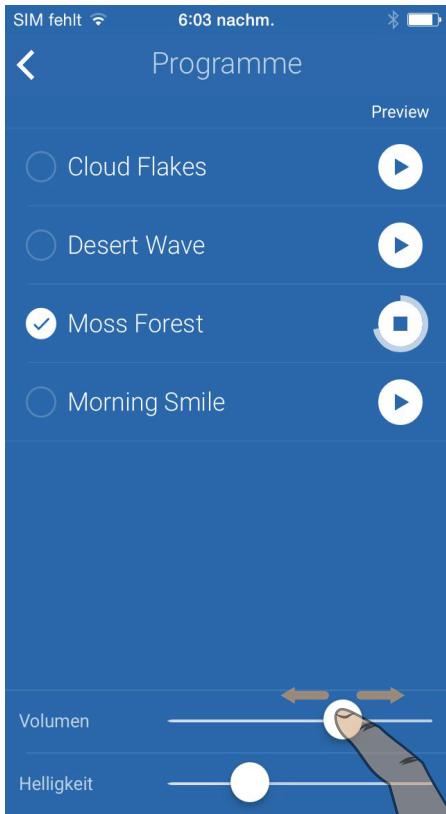 SIM fehlt 6:03 nachm.
Programme
Preview
Cloud Flakes
Desert Wave
Moss Forest
Morning Smile
Volumen
Helligkeit